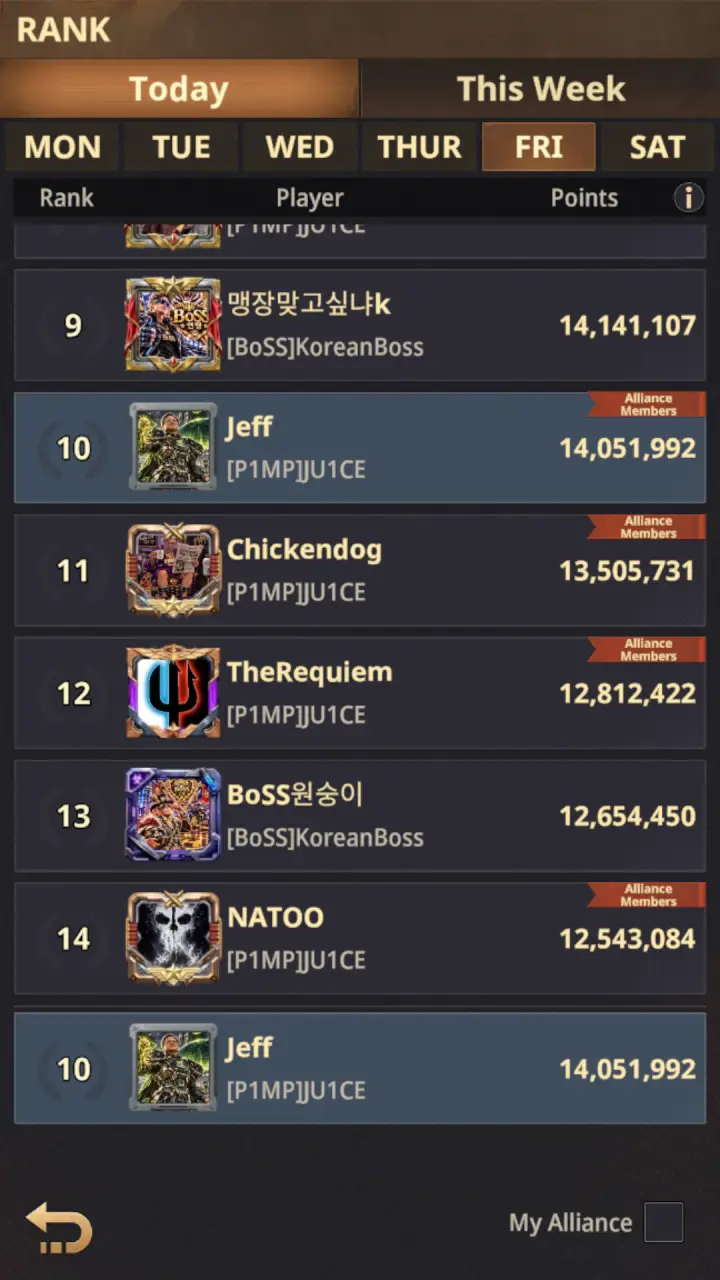 RANK
Today
This Week
MON TUE WED THUR FRI SAT
Rank Player Points i
[P1MP]JU1CE
9
맹장맞고싶냐k
[BoSS]KoreanBoss
14,141,107
Alliance
Members
10
Jeff
[P1MP]JU1CE
14,051,992
Alliance
Members
11
Chickendog
[P1MP]JU1CE
13,505,731
Alliance
Members
12
TheRequiem
[P1MP]JU1CE
12,812,422
13
BoSS원숭이
[BoSS]KoreanBoss
12,654,450
Alliance
Members
14
NATOO
[P1MP]JU1CE
12,543,084
10
Jeff
[P1MP]JU1CE
14,051,992
My Alliance